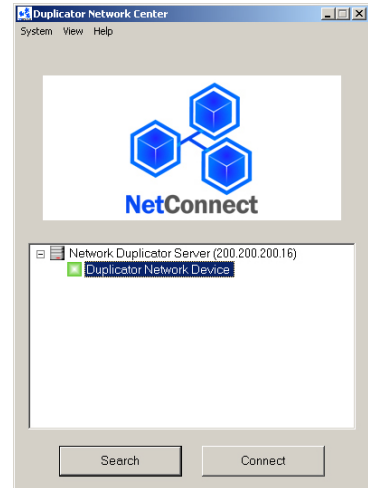 Duplicator Network Center
System View Help
NetConnect
Network Duplicator Server (200.200.200.16)
Duplicator Network Device
Search Connect